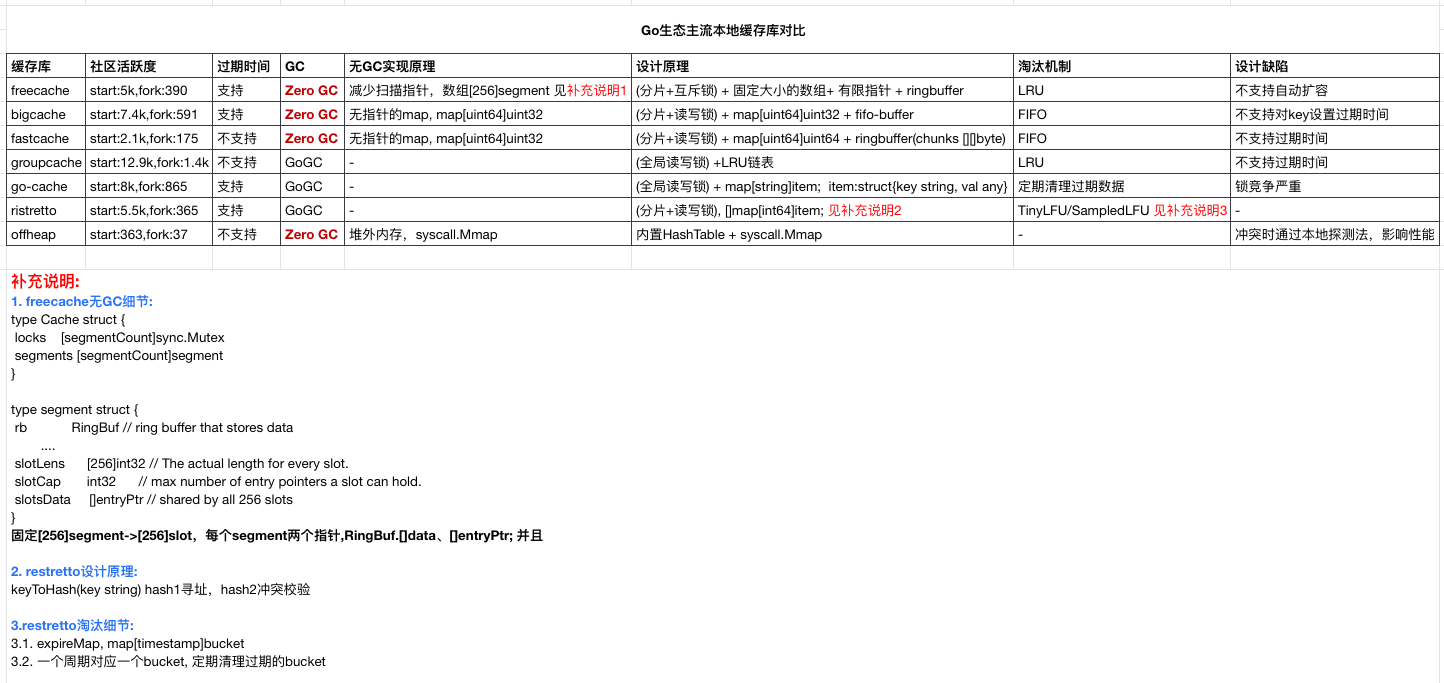 Go生态主流本地缓存库对比
缓存库 社区活跃度 过期时间 GC 无GC实现原理 设计原理 淘汰机制 设计缺陷
freecache start:5k,fork:390 支持 Zero GC 减少扫描指针，数组[256]segment 见补充说明1 (分片+互斥锁) + 固定大小的数组+ 有限指针 + ringbuffer LRU 不支持自动扩容
bigcache start:7.4k,fork:591 支持 Zero GC 无指针的map, map[uint64]uint32 (分片+读写锁) + map[uint64]uint32 + fifo-buffer FIFO 不支持对key设置过期时间
fastcache start:2.1k,fork:175 不支持 Zero GC 无指针的map, map[uint64]uint32 (分片+读写锁) + map[uint64]uint64 + ringbuffer(chunks [][]byte) FIFO 不支持过期时间
groupcache start:12.9k,fork:1.4k 不支持 GoGC - (全局读写锁) +LRU链表 LRU 不支持过期时间
go-cache start:8k,fork:865 支持 GoGC - (全局读写锁) + map[string]item; item:struct{key string, val any} 定期清理过期数据 锁竞争严重
ristretto start:5.5k,fork:365 支持 GoGC - (分片+读写锁), []map[int64]item; 见补充说明2 TinyLFU/SampledLFU 见补充说明3 -
offheap start:363,fork:37 不支持 Zero GC 堆外内存，syscall.Mmap 内置HashTable + syscall.Mmap - 冲突时通过本地探测法，影响性能
补充说明:
1. freecache无GC细节:
type Cache struct {
locks [segmentCount]sync.Mutex
segments [segmentCount]segment
}
type segment struct {
rb RingBuf // ring buffer that stores data
....
slotLens [256]int32 // The actual length for every slot.
slotCap int32 // max number of entry pointers a slot can hold.
slotsData []entryPtr // shared by all 256 slots
}
固定[256]segment->[256]slot，每个segment两个指针,RingBuf.[]data、[]entryPtr; 并且
2. restretto设计原理:
keyToHash(key string) hash1寻址，hash2冲突校验
3.restretto淘汰细节:
3.1. expireMap, map[timestamp]bucket
3.2. 一个周期对应一个bucket, 定期清理过期的bucket